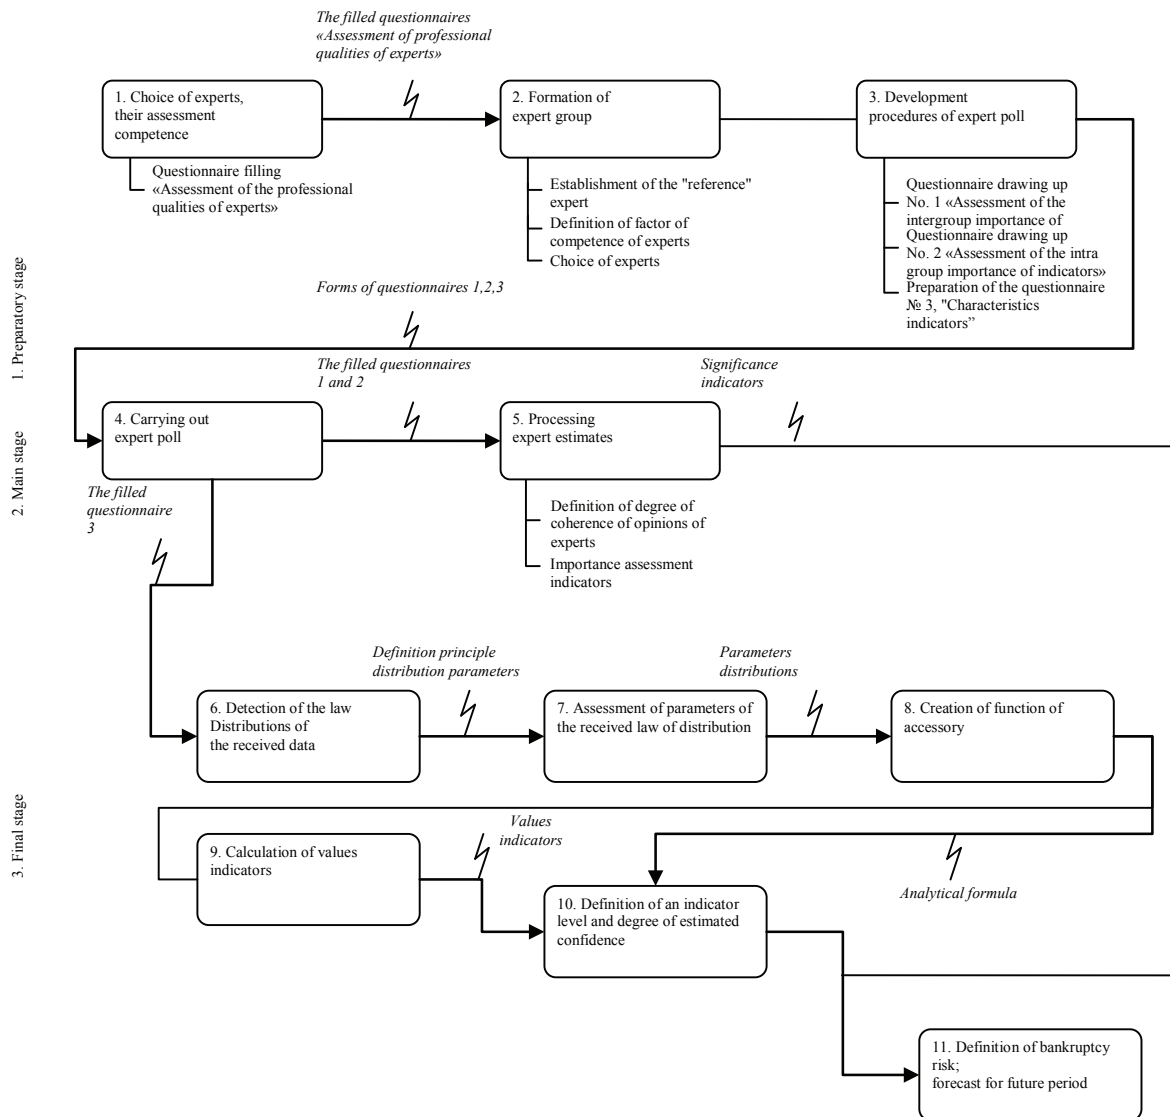 The filled questionnaires
«Assessment of professional
qualities of experts»
1. Choice of experts,
their assessment
competence
2. Formation of
expert group
3. Development
procedures of expert poll
Questionnaire filling
«Assessment of the professional
qualities of experts»
Establishment of the "reference"
expert
Definition of factor of
competence of experts
Choice of experts
Questionnaire drawing up
No. 1 «Assessment of the
intergroup importance of
Questionnaire drawing up
No. 2 «Assessment of the intra
group importance of indicators»
Preparation of the questionnaire
№ 3, "Characteristics
indicators”
1. Preparatory stage
Forms of questionnaires 1,2,3
The filled questionnaires
1 and 2
Significance
indicators
2. Main stage
4. Carrying out
expert poll
5. Processing
expert estimates
The filled
questionnaire
3
Definition of degree of
coherence of opinions of
experts
Importance assessment
indicators
Definition principle
distribution parameters
Parameters
distributions
6. Detection of the law
Distributions of
the received data
7. Assessment of parameters of
the received law of distribution
8. Creation of function of
accessory
3. Final stage
Values
indicators
9. Calculation of values
indicators
Analytical formula
10. Definition of an indicator
level and degree of estimated
confidence
11. Definition of bankruptcy
risk;
forecast for future period